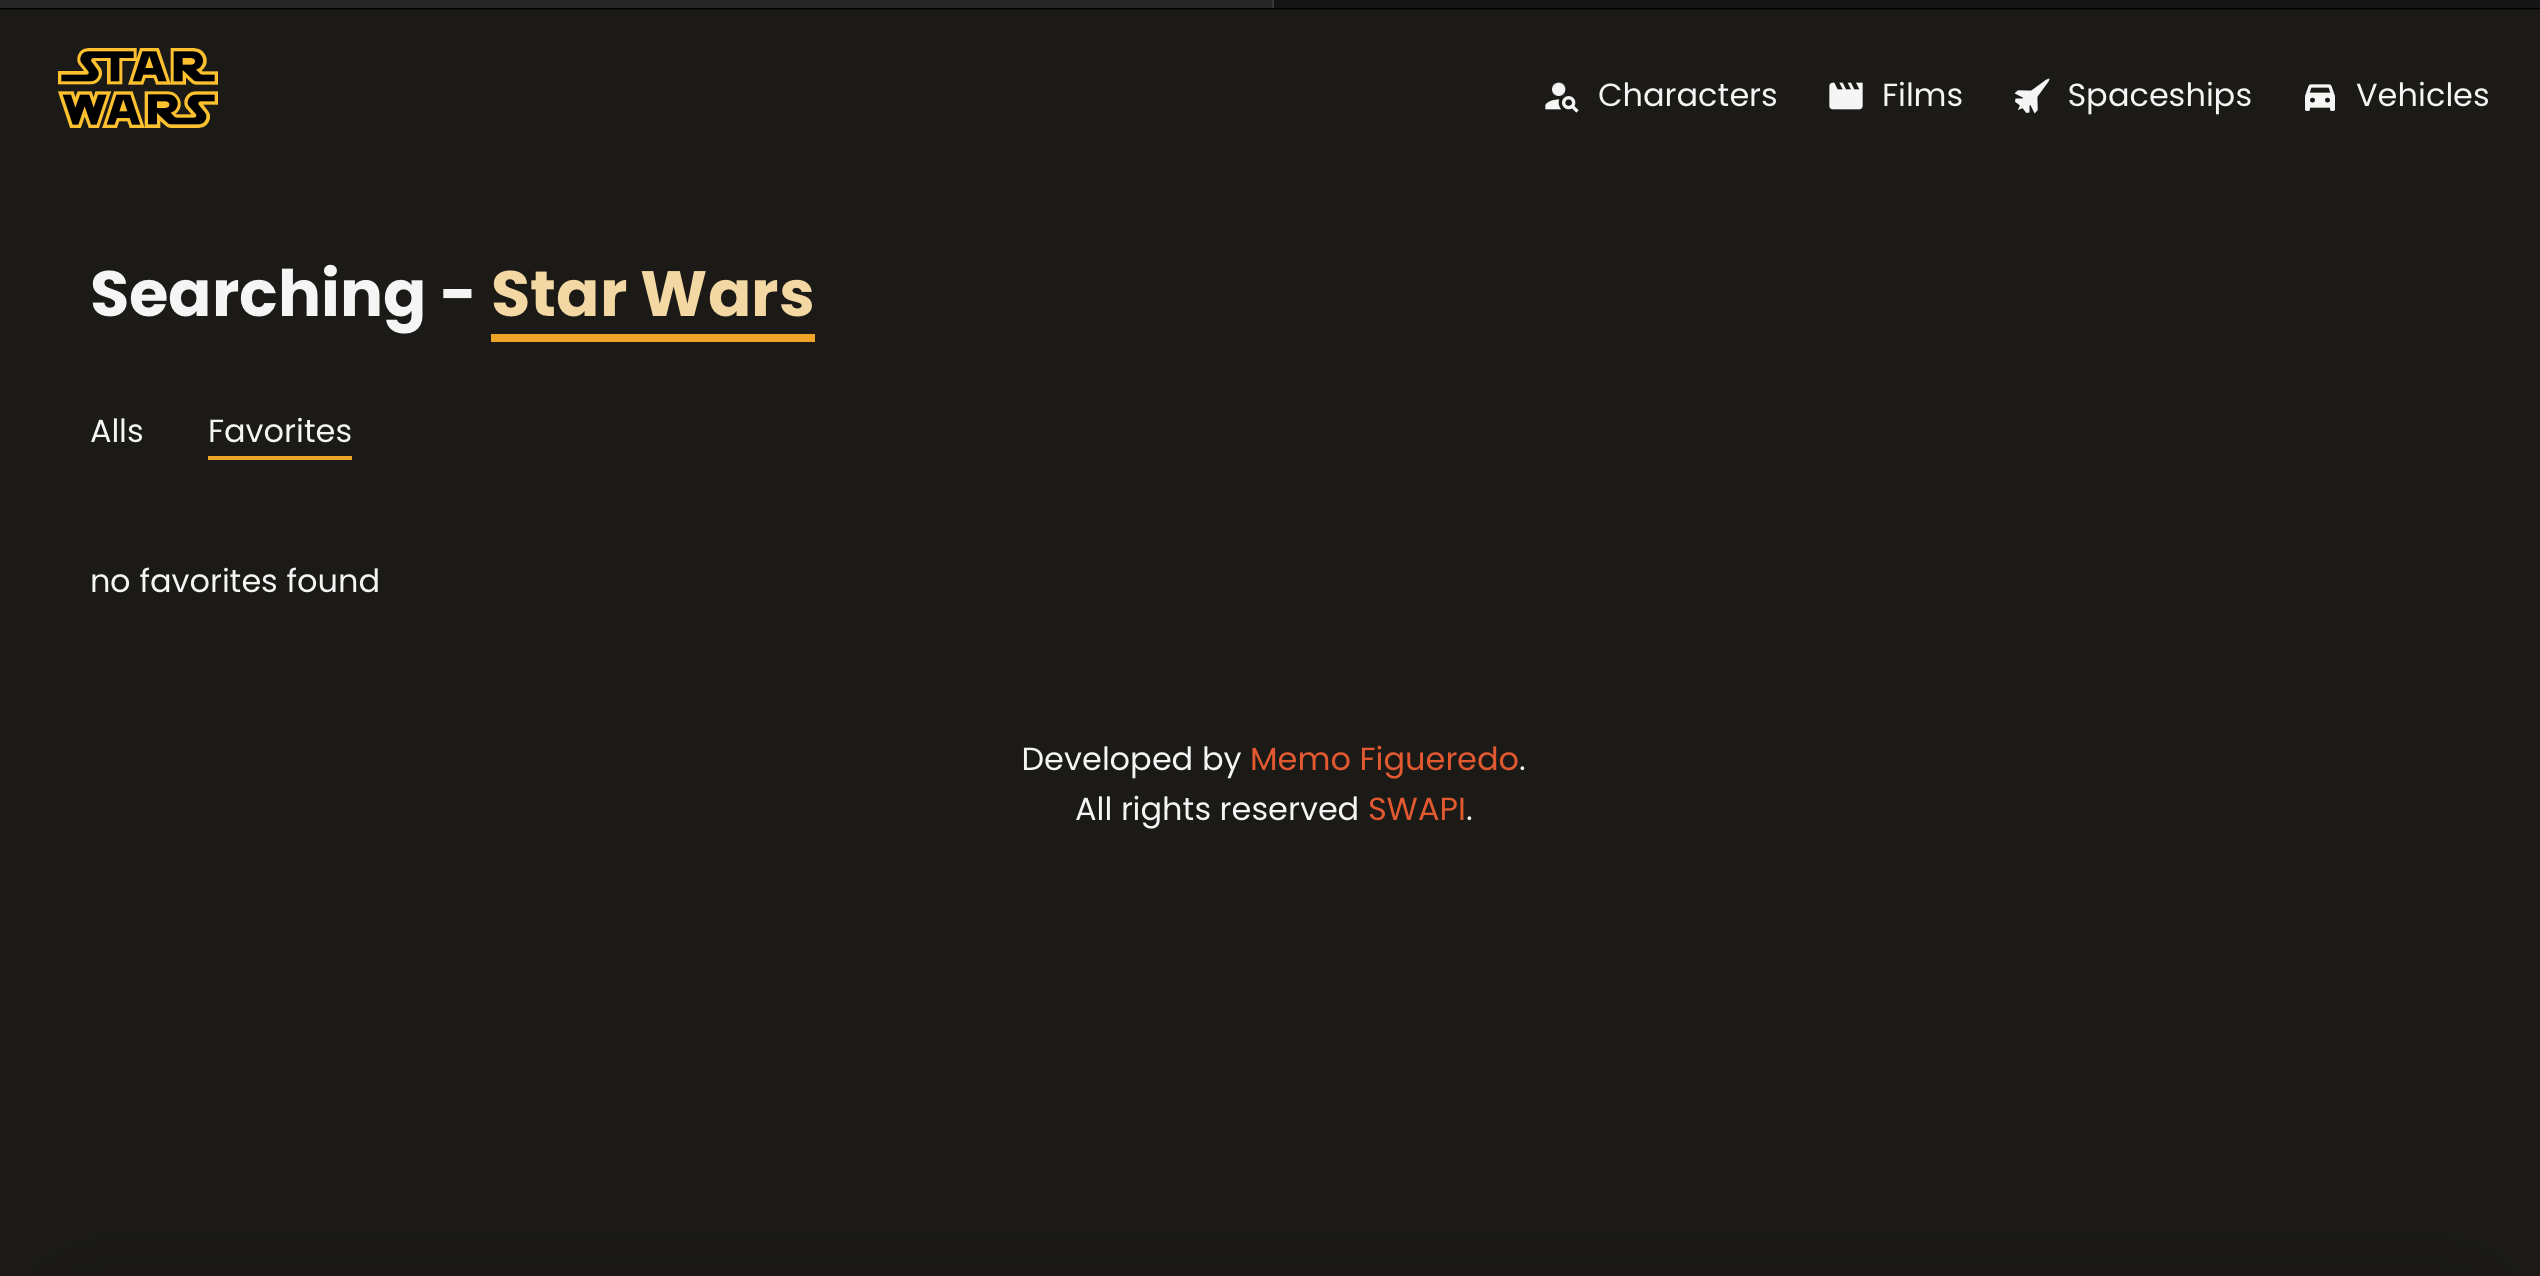 STAR
WARS
Characters Films Spaceships Vehicles
Searching - Star Wars
Alls Favorites
no favorites found
Developed by Memo Figueredo.
All rights reserved SWAPI.